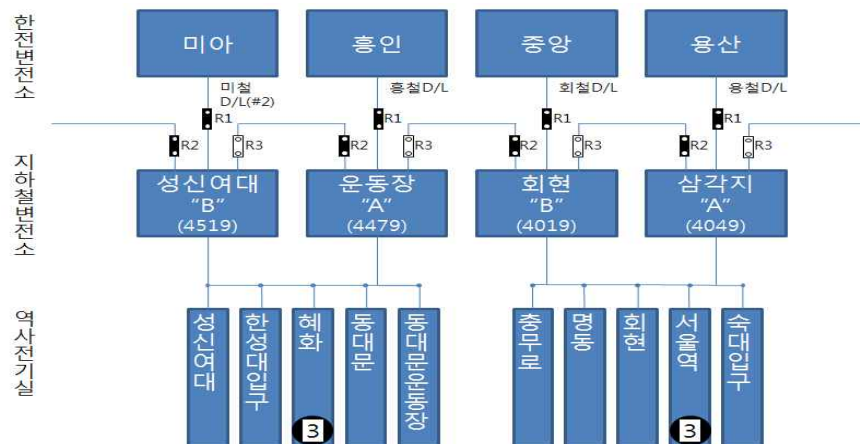 한전변전소
미아
흥인
중앙
용산
미철
D/L(#2)
흥철D/L
회철D/L
용철D/L
R1
R1
R1
R1
R2
R3
R2
R3
R2
R3
R2
R3
지하철변전소
성신여대
"B"
(4519)
운동장
"A"
(4479)
회현
"B"
(4019)
삼각지
"A"
(4049)
역사전기실
성신여대
한성대입구
혜화
3
동대문
동대문운동장
충무로
명동
회현
서울역
3
숙대입구